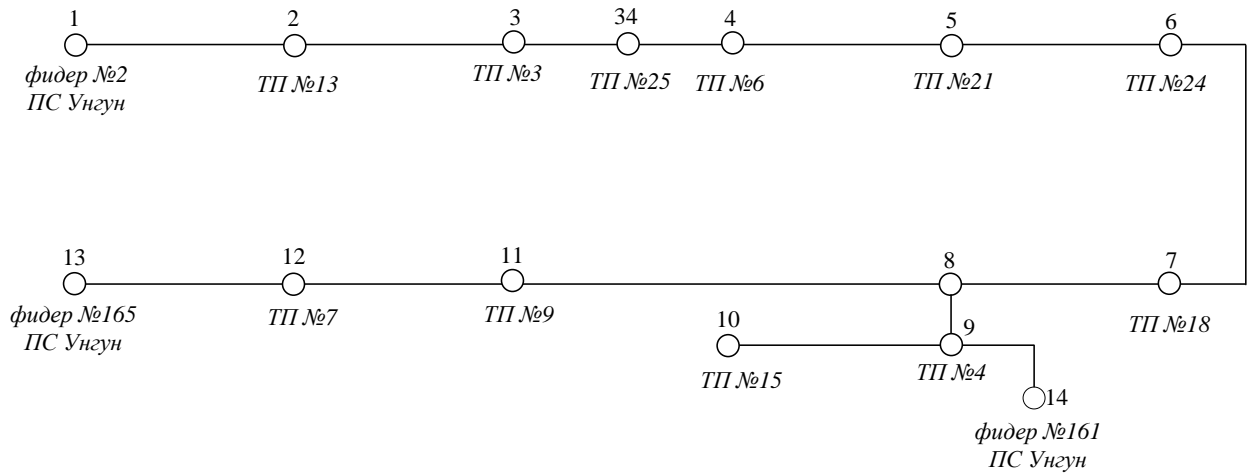 1
2
3
34
4
5
6
фидер №2
ПС Унгун
ТП №13
ТП №3
ТП №25
ТП №6
ТП №21
ТП №24
13
12
11
8
7
фидер №165
ПС Унгун
ТП №7
ТП №9
ТП №18
10
9
ТП №15
ТП №4
14
фидер №161
ПС Унгун